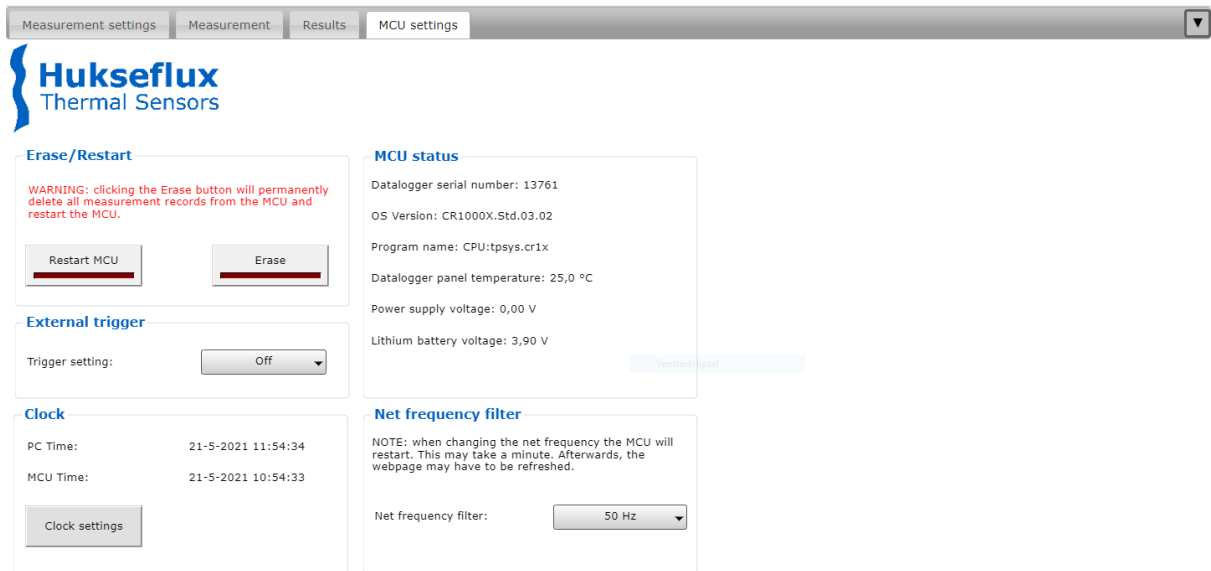 Measurement settings
Measurement
Results
MCU settings
Hukseflux
Thermal Sensors
Erase/Restart
WARNING: clicking the Erase button will permanently
delete all measurement records from the MCU and
restart the MCU.
Restart MCU
Erase
External trigger
Trigger setting:
Off
Clock
PC Time:
21-5-2021 11:54:34
MCU Time:
21-5-2021 10:54:33
Clock settings
MCU status
Datalogger serial number: 13761
OS Version: CR1000X.Std.03.02
Program name: CPU:tpsys.cr1x
Datalogger panel temperature: 25,0 °C
Power supply voltage: 0,00 V
Lithium battery voltage: 3,90 V
Net frequency filter
NOTE: when changing the net frequency the MCU will
restart. This may take a minute. Afterwards, the
webpage may have to be refreshed.
Net frequency filter:
50 Hz